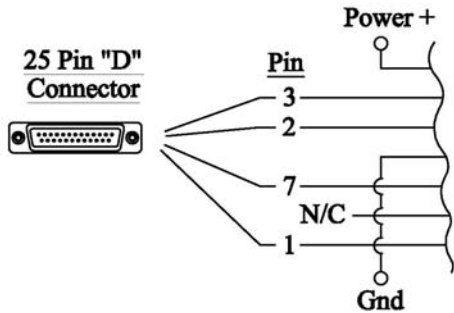 Power +
25 Pin "D"
Connector
Pin
3
2
7
N/C
1
Gnd